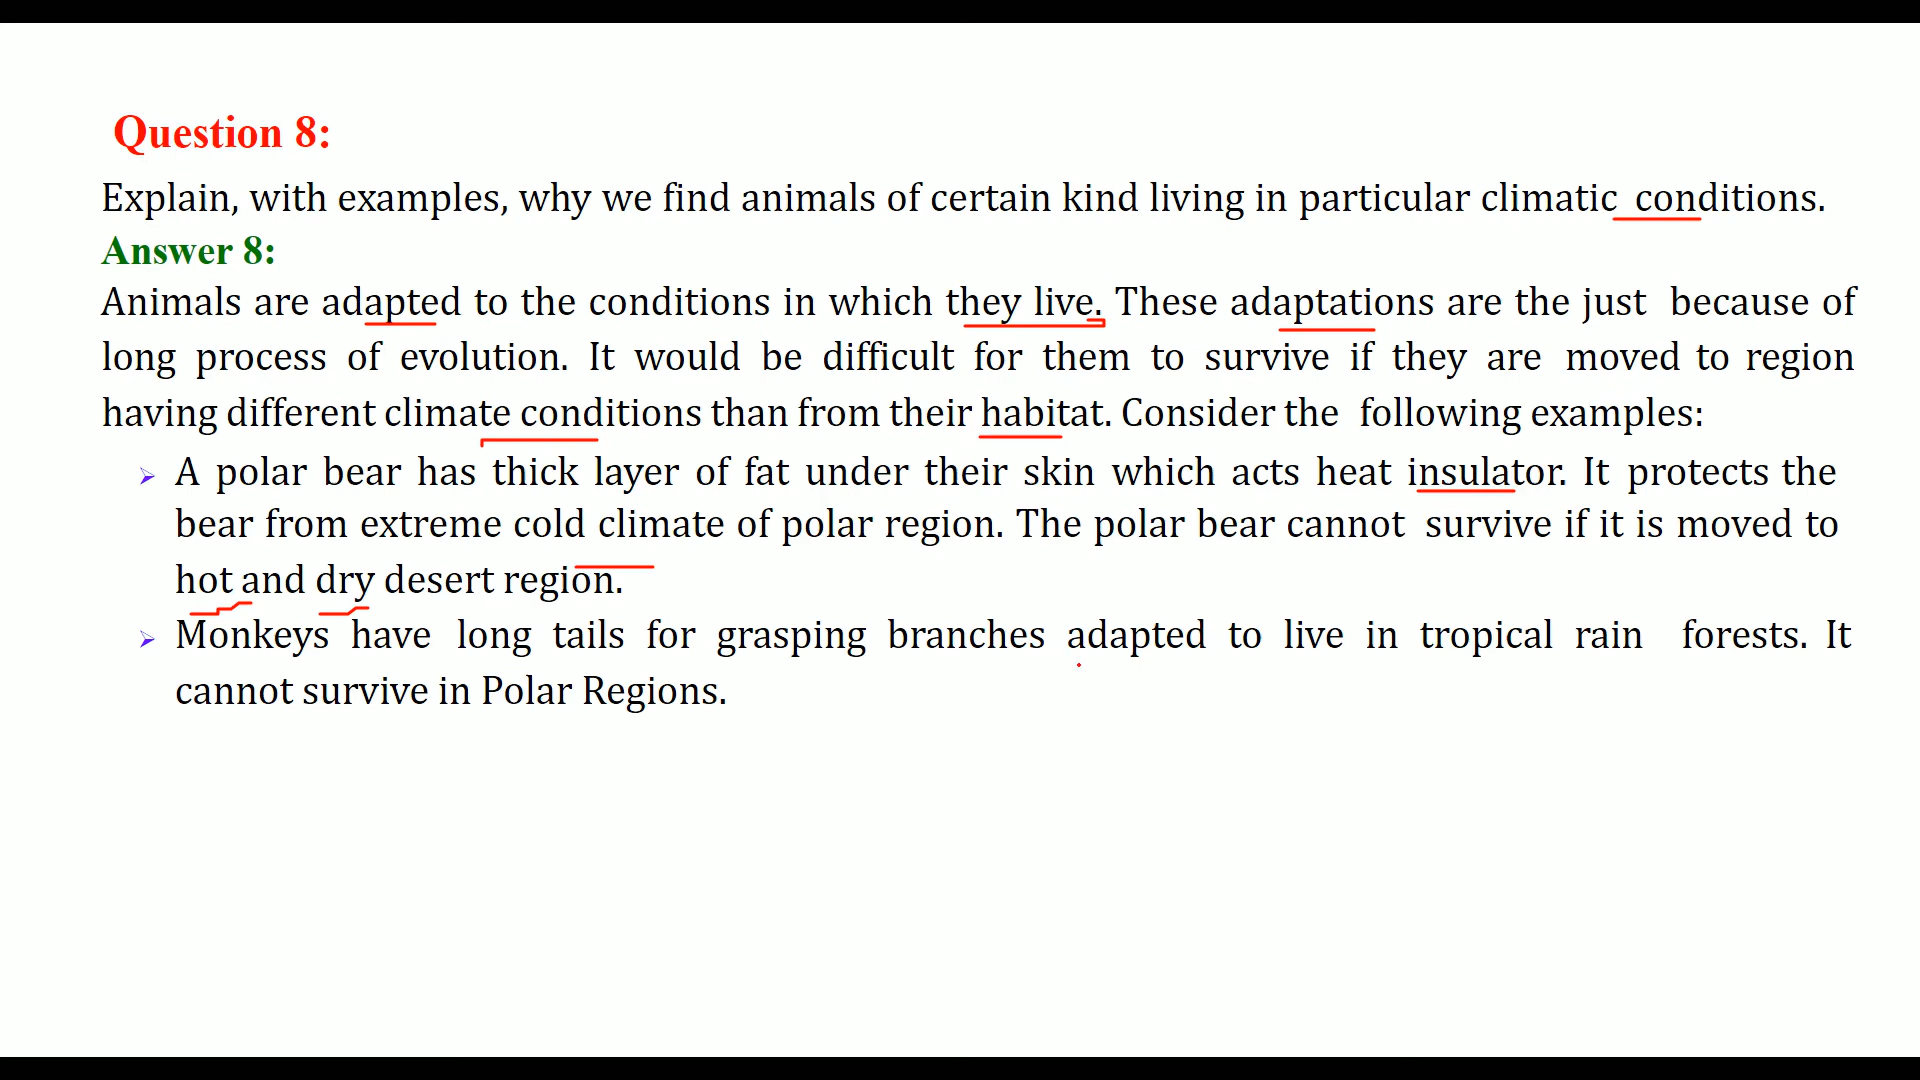 Question 8:
Explain, with examples, why we find animals of certain kind living in particular climatic conditions.
Answer 8:
Animals are adapted to the conditions in which they live. These adaptations are the just because of
long process of evolution. It would be difficult for them to survive if they are moved to region
having different climate conditions than from their habitat. Consider the following examples:
➢ A polar bear has thick layer of fat under their skin which acts heat insulator. It protects the
bear from extreme cold climate of polar region. The polar bear cannot survive if it is moved to
hot and dry desert region.
➢ Monkeys have long tails for grasping branches adapted to live in tropical rain forests. It
cannot survive in Polar Regions.